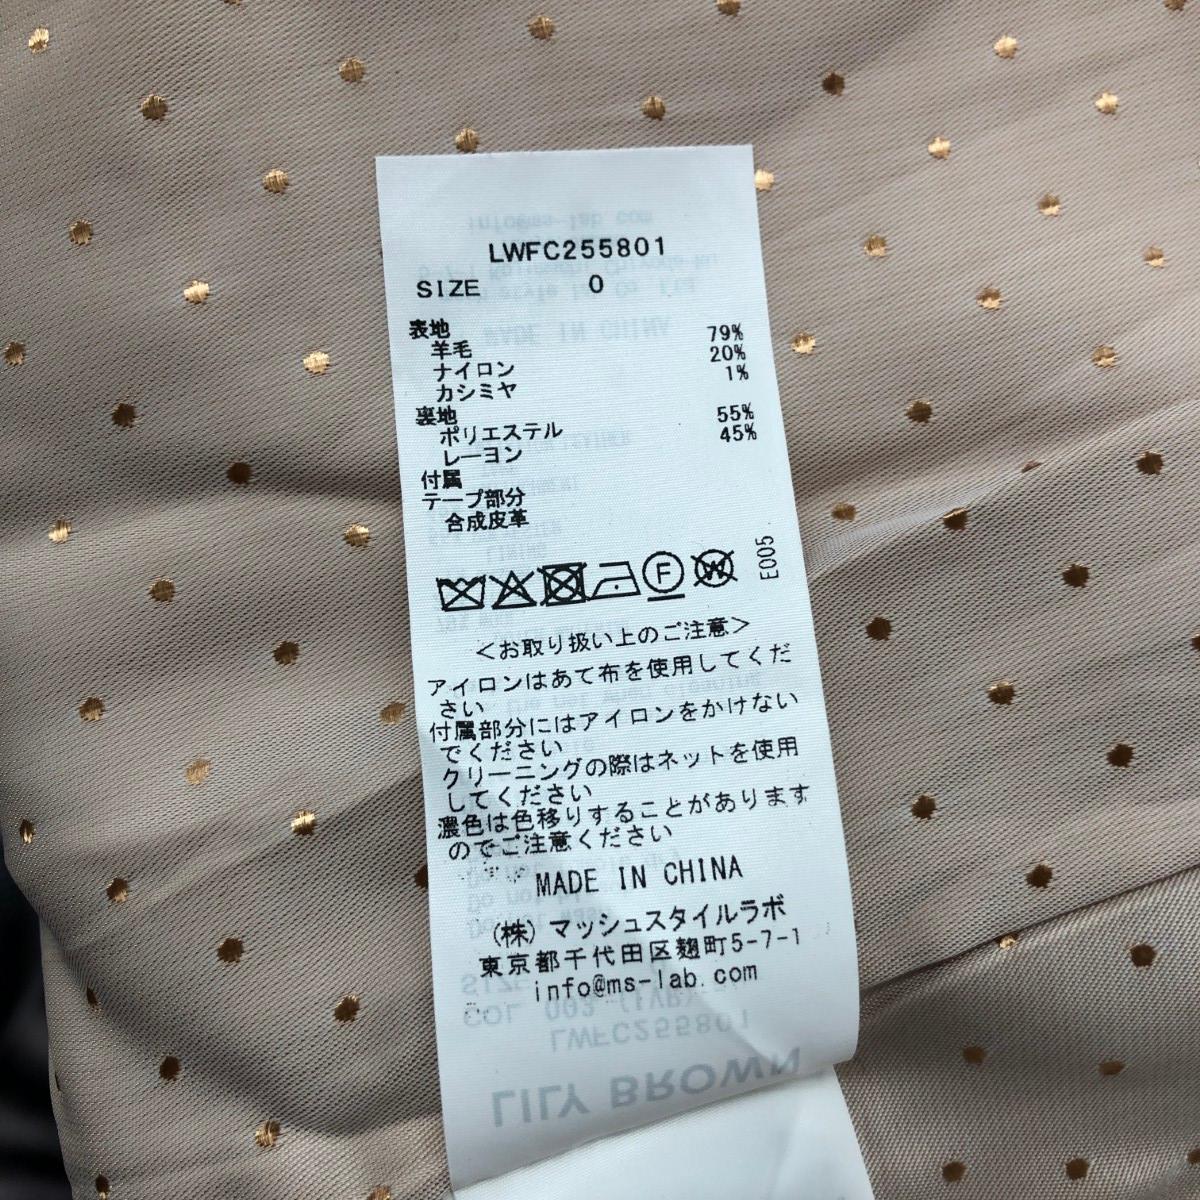 LWFC255801
SIZE 0
表地
羊毛 79%
ナイロン 20%
カシミヤ 1%
裏地
ポリエステル 55%
レーヨン 45%
付属
テープ部分
合成皮革
F W
E005
<お取り扱い上のご注意>
アイロンはあて布を使用してくだ
さい
付属部分にはアイロンをかけない
でください
クリーニングの際はネットを使用
してください
濃色は色移りすることがあります
のでご注意ください
MADE IN CHINA
(株)マッシュスタイルラボ
東京都千代田区麹町5-7-1
info@ms-lab.com
LWFC255801
LILY BROWN